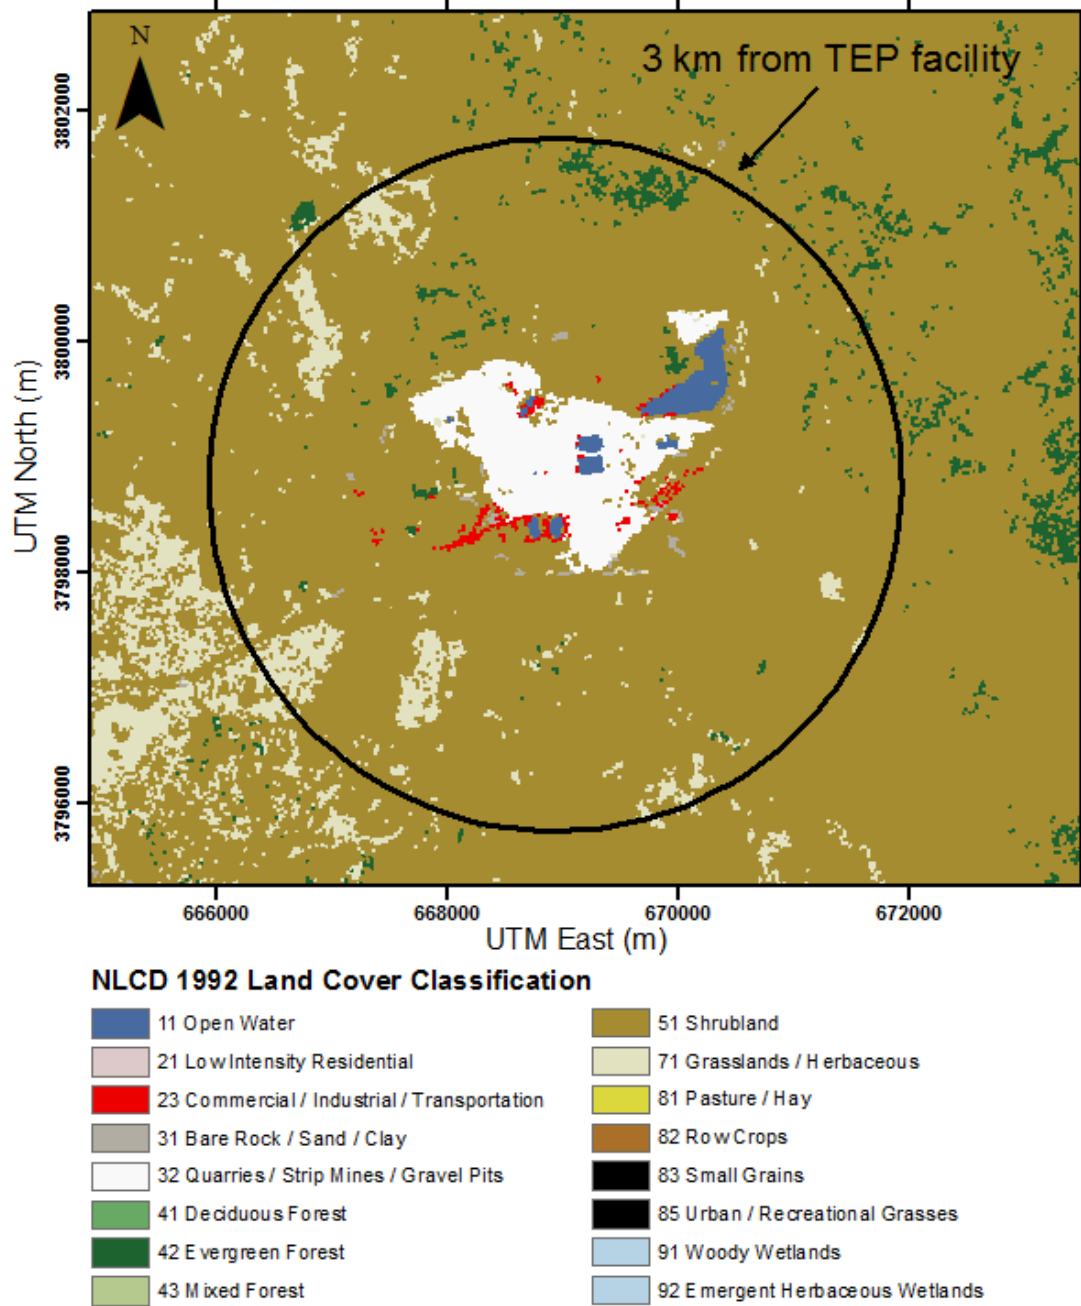 N
3 km from TEP facility
3802000
3800000
3798000
3796000
UTM North (m)
666000 668000 670000 672000
UTM East (m)
NLCD 1992 Land Cover Classification
11 Open Water
21 Low Intensity Residential
23 Commercial / Industrial / Transportation
31 Bare Rock / Sand / Clay
32 Quarries / Strip Mines / Gravel Pits
41 Deciduous Forest
42 Evergreen Forest
43 Mixed Forest
51 Shrubland
71 Grasslands / Herbaceous
81 Pasture / Hay
82 Row Crops
83 Small Grains
85 Urban / Recreational Grasses
91 Woody Wetlands
92 Emergent Herbaceous Wetlands